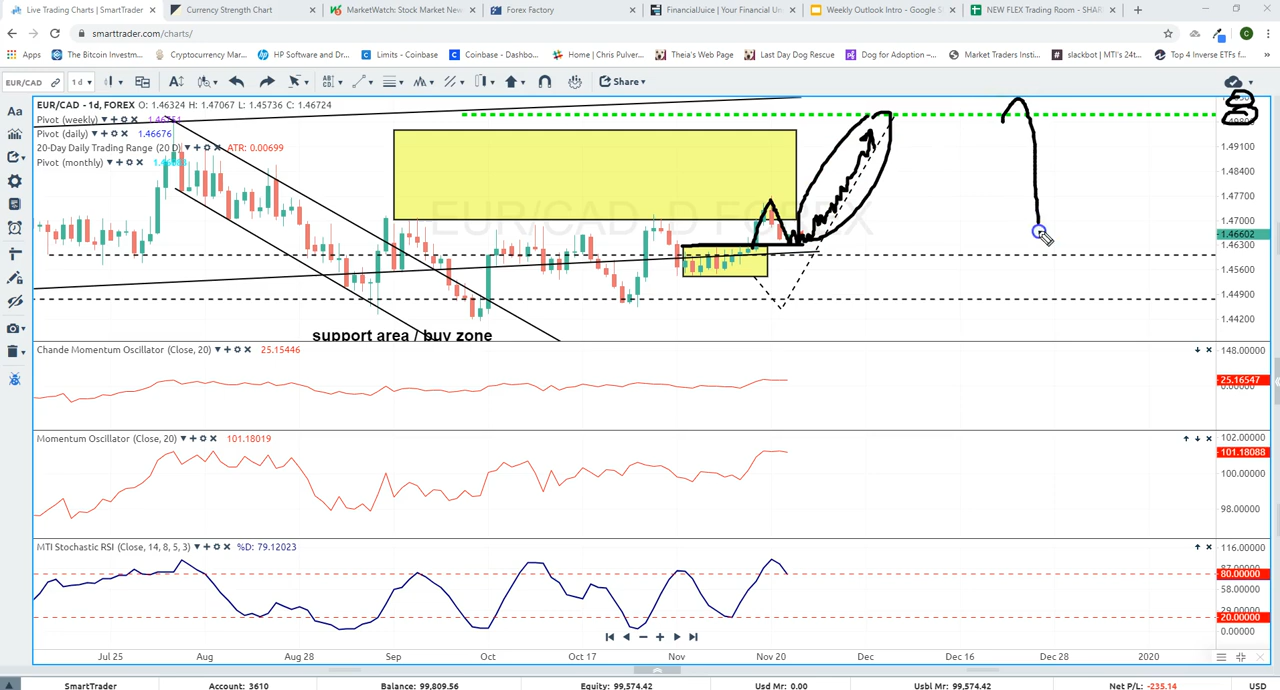 Live Trading Charts | SmartTrader
Currency Strength Chart
MarketWatch: Stock Market New
Forex Factory
FinancialJuice | Your Financial
Weekly Outlook Intro - Google S
NEW FLEX Trading Room - SHAR
smarttrader.com/charts/
Apps
The Bitcoin Investm...
Cryptocurrency Mar...
HP Software and Dr...
Limits - Coinbase
Coinbase - Dashbo...
Home | Chris Pulver...
Theia's Web Page
Last Day Dog Rescue
Dog for Adoption –...
Market Traders Insti...
slackbot | MTI's 24t...
Top 4 Inverse ETFs f...
EUR/CAD
1d
Share
EUR/CAD - 1d, FOREX O: 1.46324 H: 1.47067 L: 1.45736 C: 1.46724
Pivot (weekly)
Pivot (daily) 1.46676
20-Day Daily Trading Range (20 D) ATR: 0.00699
Pivot (monthly)
EUR/CAD, D FOREX
support area / buy zone
1.49100
1.48400
1.47700
1.47000
1.46602
1.46300
1.45600
1.44900
1.44200
Chande Momentum Oscillator (Close, 20) 25.15446
148.00000
25.16547
Momentum Oscillator (Close, 20) 101.18019
102.00000
101.18088
100.00000
98.00000
MTI Stochastic RSI (Close, 14, 8, 5, 3) %D: 79.12023
116.00000
80.00000
58.00000
20.00000
0.00000
Jul 25 Aug Aug 28 Sep Oct Oct 17 Nov Nov 20 Dec Dec 16 Dec 28 2020
SmartTrader Account: 3610 Balance: 99,809.56 Equity: 99,574.42 Usd Mr: 0.00 Usbl Mr: 99,574.42 Net P/L: -235.14 USD